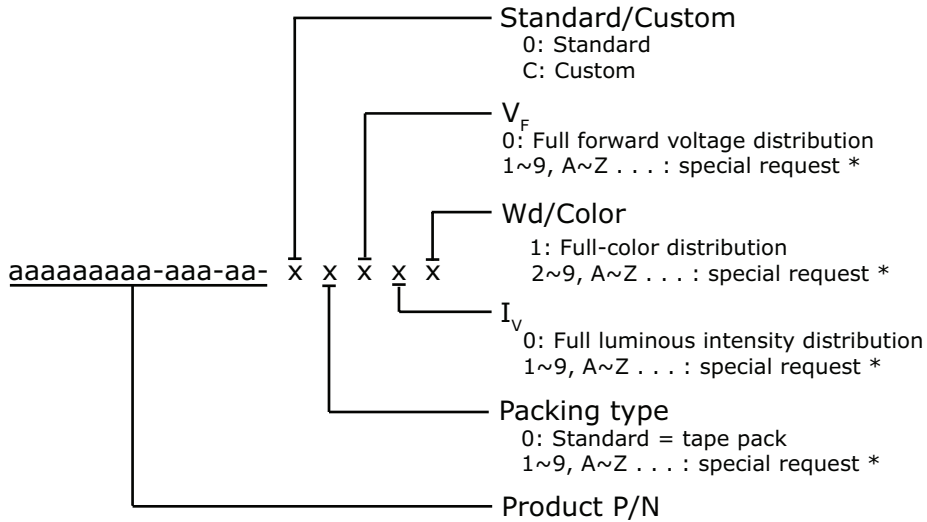 Standard/Custom
0: Standard
C: Custom
VF
0: Full forward voltage distribution
1~9, A~Z . . . : special request *
Wd/Color
1: Full-color distribution
2~9, A~Z . . . : special request *
aaaaaaaaa-aaa-aa- x x x x x
IV
0: Full luminous intensity distribution
1~9, A~Z . . . : special request *
Packing type
0: Standard = tape pack
1~9, A~Z . . . : special request *
Product P/N